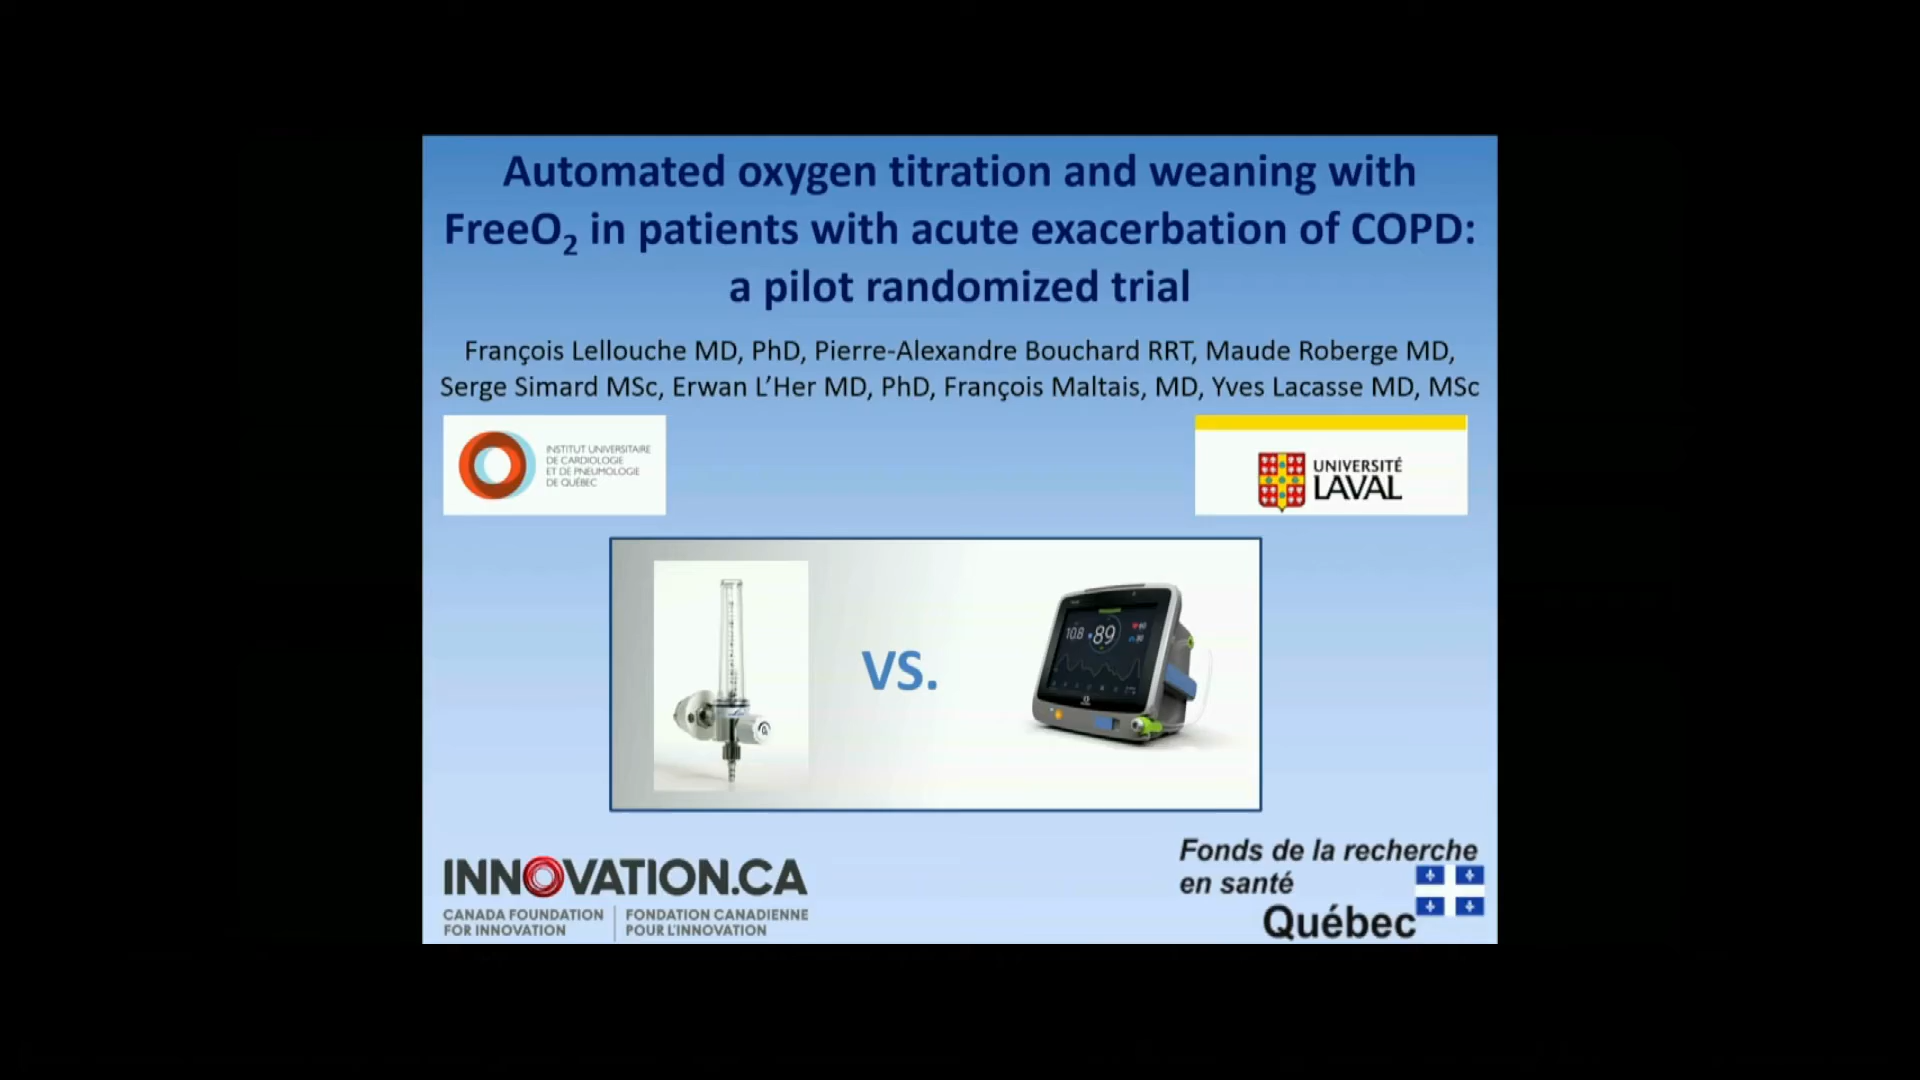 Automated oxygen titration and weaning with
FreeO2 in patients with acute exacerbation of COPD:
a pilot randomized trial
François Lellouche MD, PhD, Pierre-Alexandre Bouchard RRT, Maude Roberge MD,
Serge Simard MSc, Erwan L’Her MD, PhD, François Maltais, MD, Yves Lacasse MD, MSc
INSTITUT UNIVERSITAIRE
DE CARDIOLOGIE
ET DE PNEUMOLOGIE
DE QUÉBEC
UNIVERSITÉ
LAVAL
VS.
10.8
89
INNOVATION.CA
CANADA FOUNDATION
FOR INNOVATION
FONDATION CANADIENNE
POUR L'INNOVATION
Fonds de la recherche
en santé
Québec